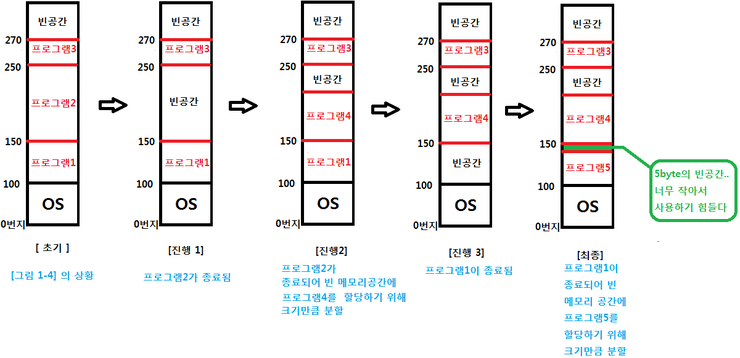 빈공간
270
프로그램3
250
프로그램2
150
프로그램1
100
OS
0번지
[ 초기 ]
[그림 1-4] 의 상황
빈공간
270
프로그램3
250
빈공간
150
프로그램1
100
OS
0번지
[진행 1]
프로그램2가 종료됨
빈공간
270
프로그램3
250
빈공간
프로그램4
150
프로그램1
100
OS
0번지
[진행2]
프로그램2가
종료되어 빈 메모리공간에
프로그램4를 할당하기 위해
크기만큼 분할
빈공간
270
프로그램3
250
빈공간
프로그램4
150
빈공간
100
OS
0번지
[진행 3]
프로그램1이 종료됨
빈공간
270
프로그램3
250
빈공간
프로그램4
150
프로그램5
100
OS
0번지
[최종]
프로그램1이
종료되어 빈
메모리 공간에
프로그램5를
할당하기 위해
크기만큼 분할
5byte의 빈공간..
너무 작아서
사용하기 힘들다